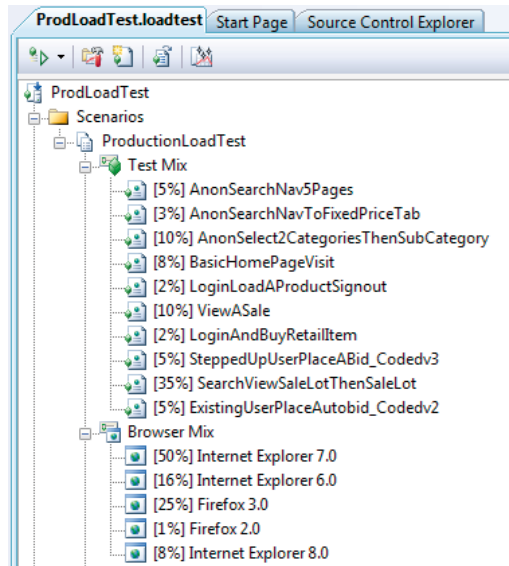 ProdLoadTest.loadtest Start Page Source Control Explorer
ProdLoadTest
Scenarios
ProductionLoadTest
Test Mix
[5%] AnonSearchNav5Pages
[3%] AnonSearchNavToFixedPriceTab
[10%] AnonSelect2CategoriesThenSubCategory
[8%] BasicHomePageVisit
[2%] LoginLoadAProductSignout
[10%] ViewASale
[2%] LoginAndBuyRetailItem
[5%] SteppedUpUserPlaceABid_Codedv3
[35%] SearchViewSaleLotThenSaleLot
[5%] ExistingUserPlaceAutobid_Codedv2
Browser Mix
[50%] Internet Explorer 7.0
[16%] Internet Explorer 6.0
[25%] Firefox 3.0
[1%] Firefox 2.0
[8%] Internet Explorer 8.0